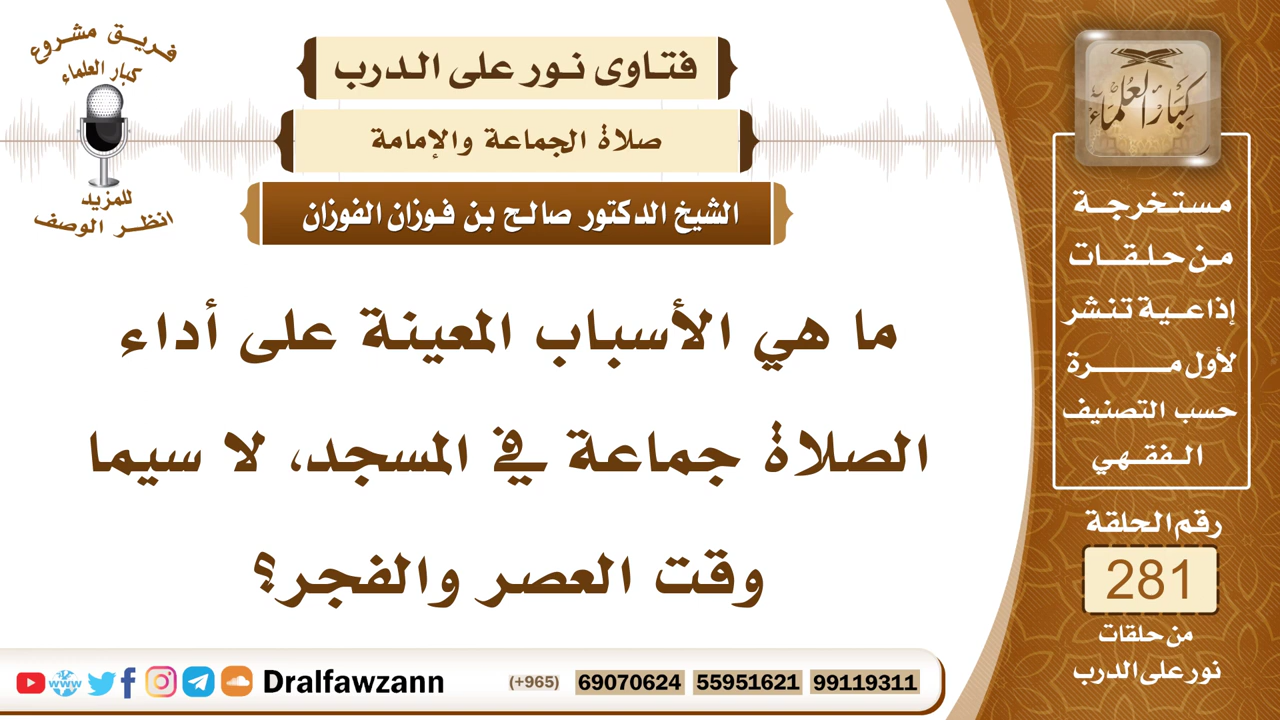 فريق مشروع
كبار العلماء
للمزيد
انظر الوصف
فتاوى نور على الدرب
صلاة الجماعة والإمامة
الشيخ الدكتور صالح بن فوزان الفوزان
ما هي الأسباب المعينة على أداء
الصلاة جماعة في المسجد، لا سيما
وقت العصر والفجر؟
كبار العلماء
مستخرجة
من حلقات
إذاعية تنشر
لأول مرة
حسب التصنيف
الفقهي
رقم الحلقة
281
من حلقات
نور على الدرب
www Dralfawzann (+965) 69070624 55951621 99119311